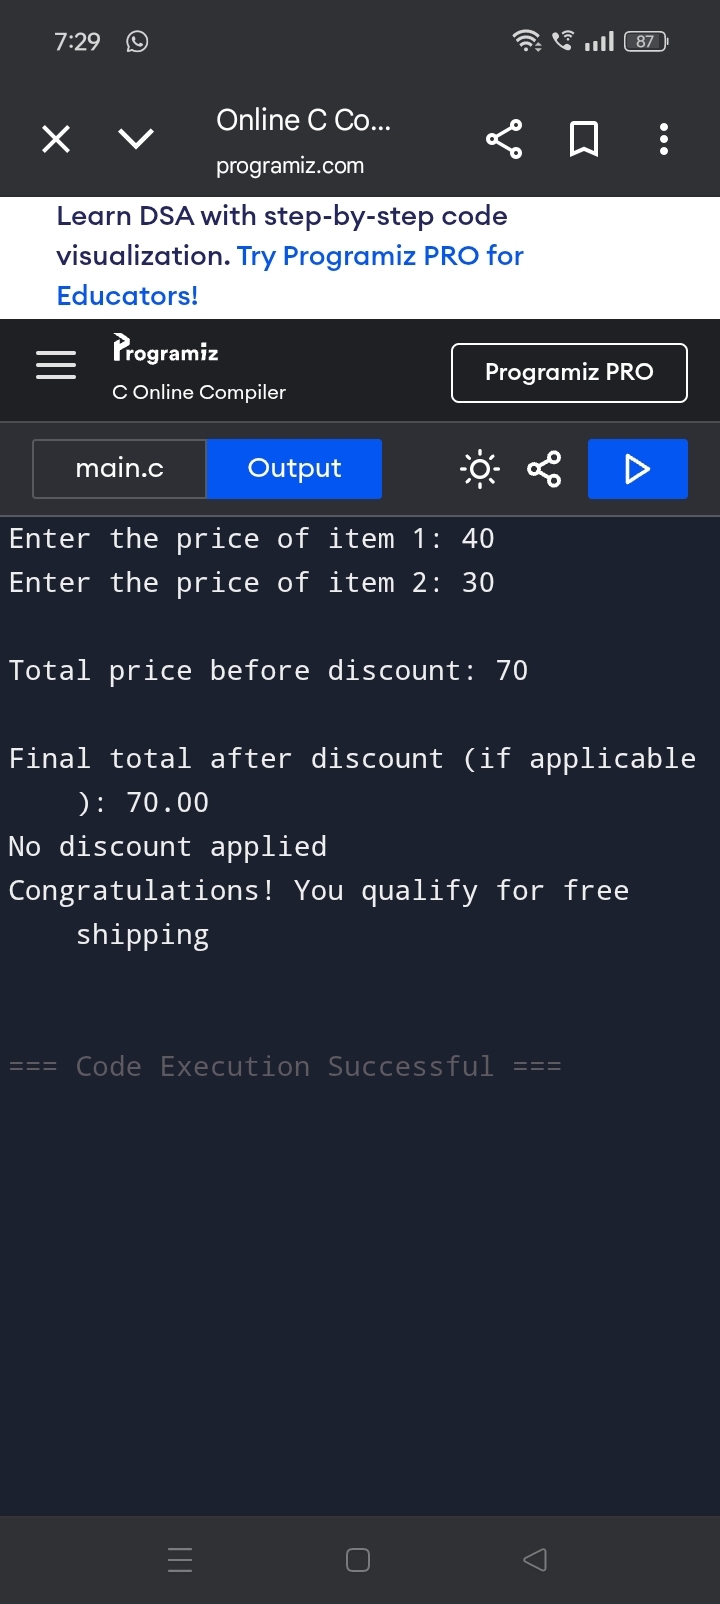 7:29
87
Online C Co...
programiz.com
Learn DSA with step-by-step code
visualization. Try Programiz PRO for
Educators!
Programiz
C Online Compiler
Programiz PRO
main.c
Output
Enter the price of item 1: 40
Enter the price of item 2: 30
Total price before discount: 70
Final total after discount (if applicable
): 70.00
No discount applied
Congratulations! You qualify for free
shipping
=== Code Execution Successful ===